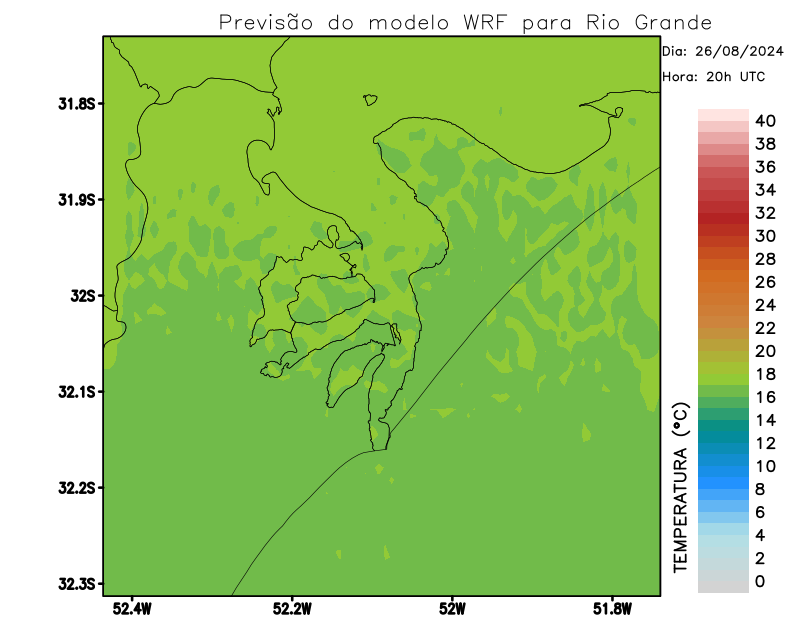 Previsão do modelo WRF para Rio Grande
Dia: 26/08/2024
Hora: 20h UTC
31.8S
31.9S
32S
32.1S
32.2S
32.3S
52.4W
52.2W
52W
51.8W
TEMPERATURA (°C)
40
38
36
34
32
30
28
26
24
22
20
18
16
14
12
10
8
6
4
2
0